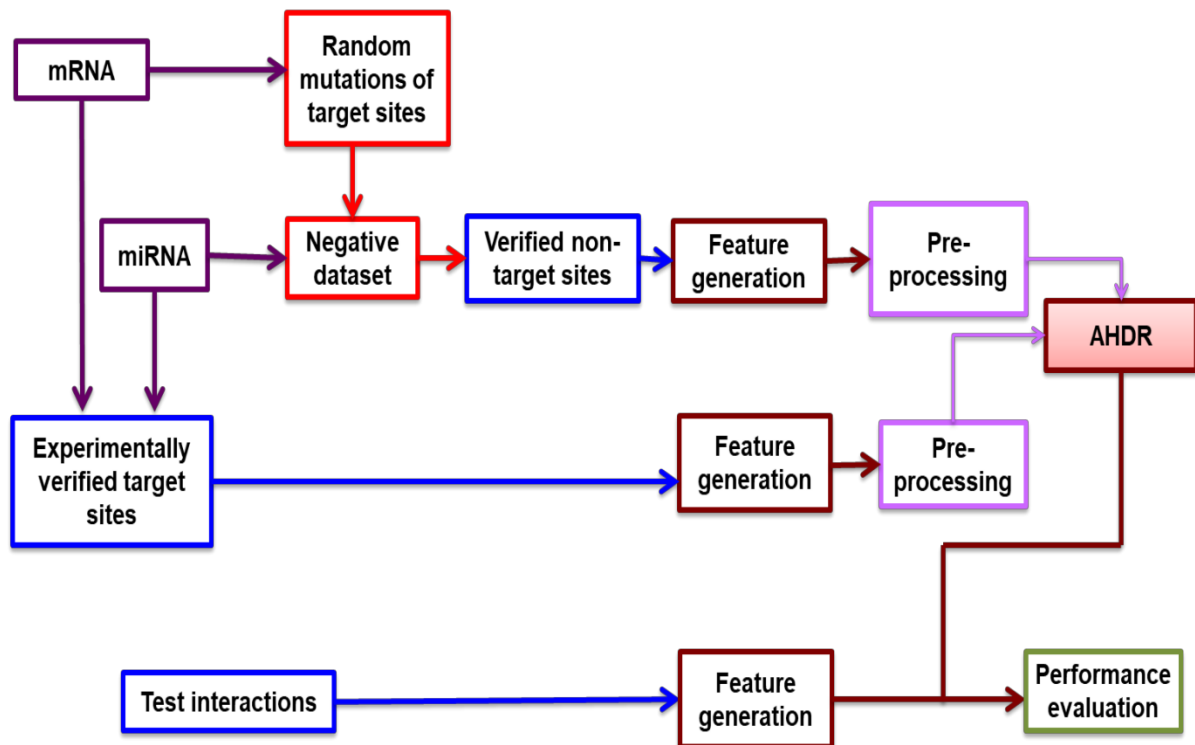 mRNA
Random
mutations of
target sites
miRNA
Negative
dataset
Verified non-
target sites
Feature
generation
Pre-
processing
AHDR
Experimentally
verified target
sites
Feature
generation
Pre-
processing
Test interactions
Feature
generation
Performance
evaluation